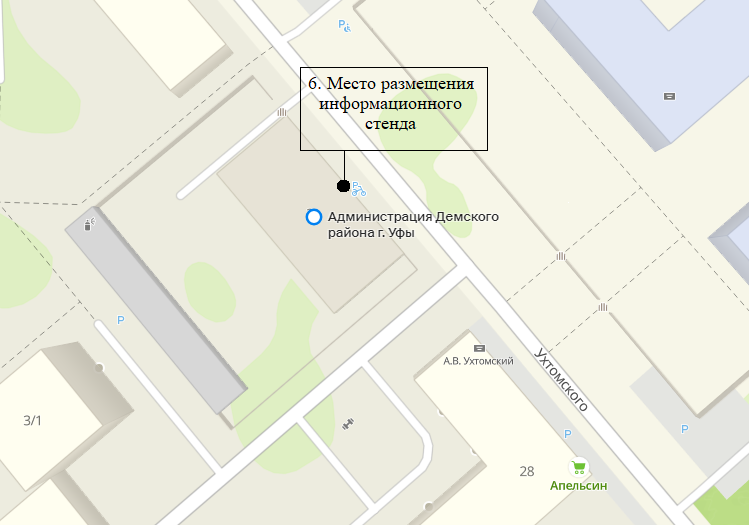 P
6. Место размещения
информационного
стенда
P
Администрация Демского
района г. Уфы
P
А.В. Ухтомский
Ухтомского
3/1
P
P
28
Апельсин